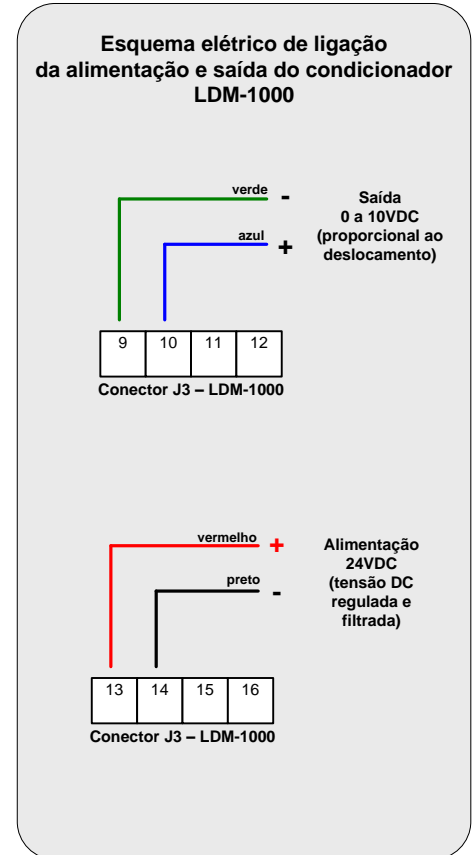 Esquema elétrico de ligação
da alimentação e saída do condicionador
LDM-1000
verde
-
Saída
0 a 10VDC
(proporcional ao
deslocamento)
azul
+
9 10 11 12
Conector J3 – LDM-1000
vermelho
+
Alimentação
24VDC
(tensão DC
regulada e
filtrada)
preto
-
13 14 15 16
Conector J3 – LDM-1000